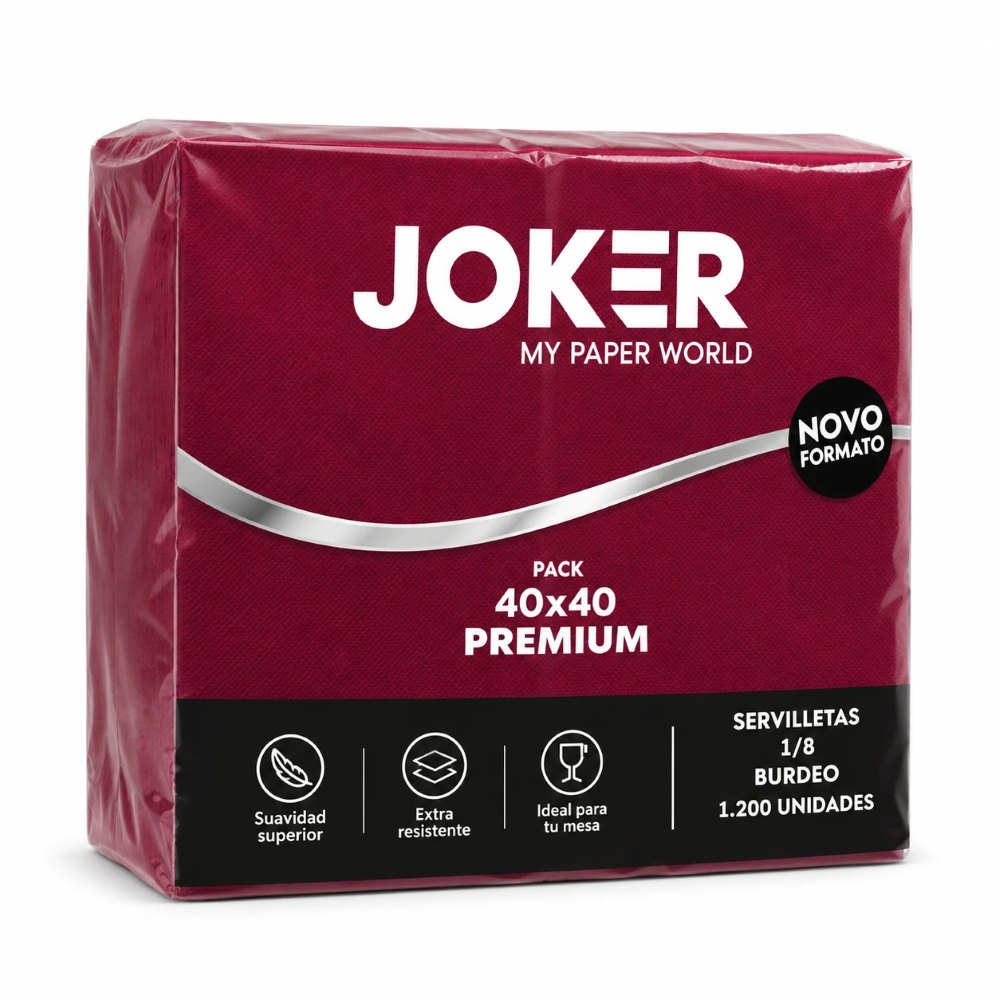 JOKER
MY PAPER WORLD
NOVO
FORMATO
PACK
40x40
PREMIUM
Suavidad
superior
Extra
resistente
Ideal para
tu mesa
SERVILLETAS
1/8
BURDEO
1.200 UNIDADES